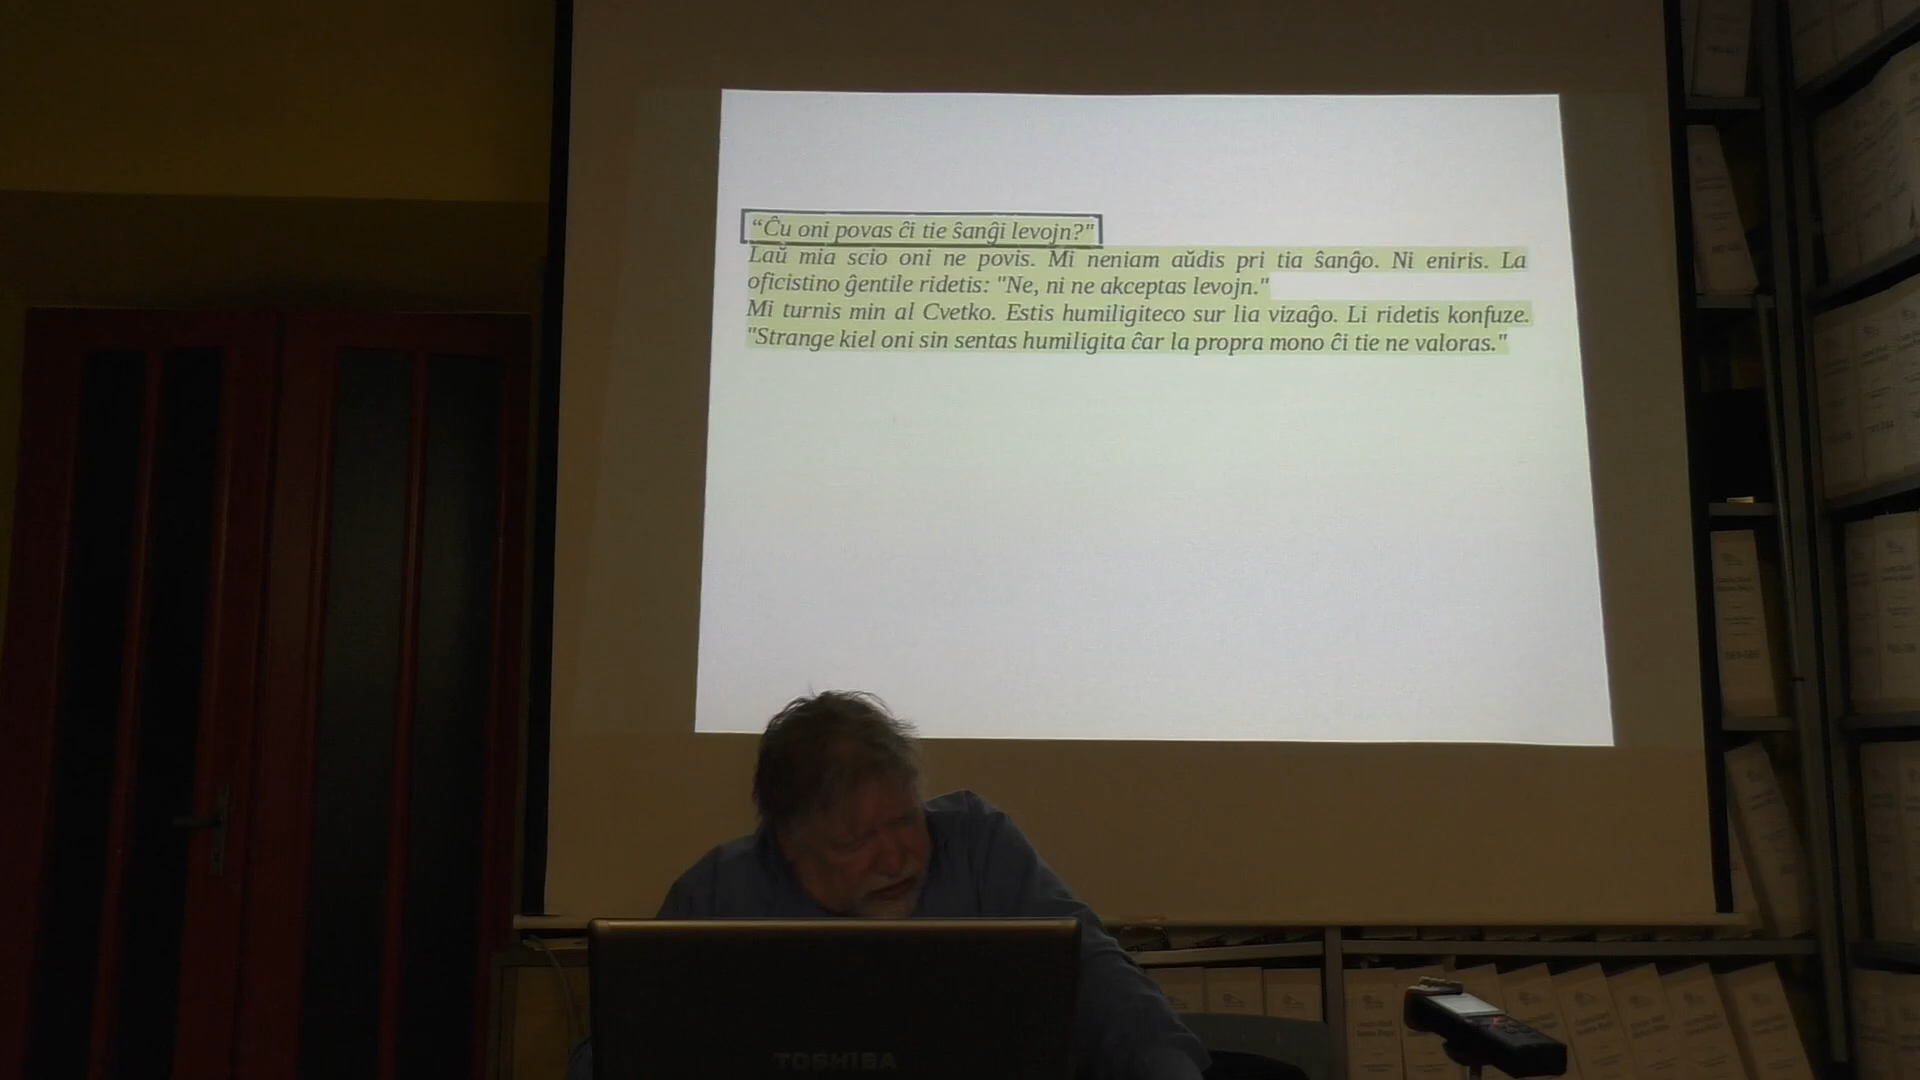 “Ĉu oni povas ĉi tie ŝanĝi levojn?"
Laŭ mia scio oni ne povis. Mi neniam aŭdis pri tia ŝanĝo. Ni eniris. La
oficistino ĝentile ridetis: "Ne, ni ne akceptas levojn."
Mi turnis min al Cvetko. Estis humiligiteco sur lia vizaĝo. Li ridetis konfuze.
"Strange kiel oni sin sentas humiligita ĉar la propra mono ĉi tie ne valoras."
TOSHIBA